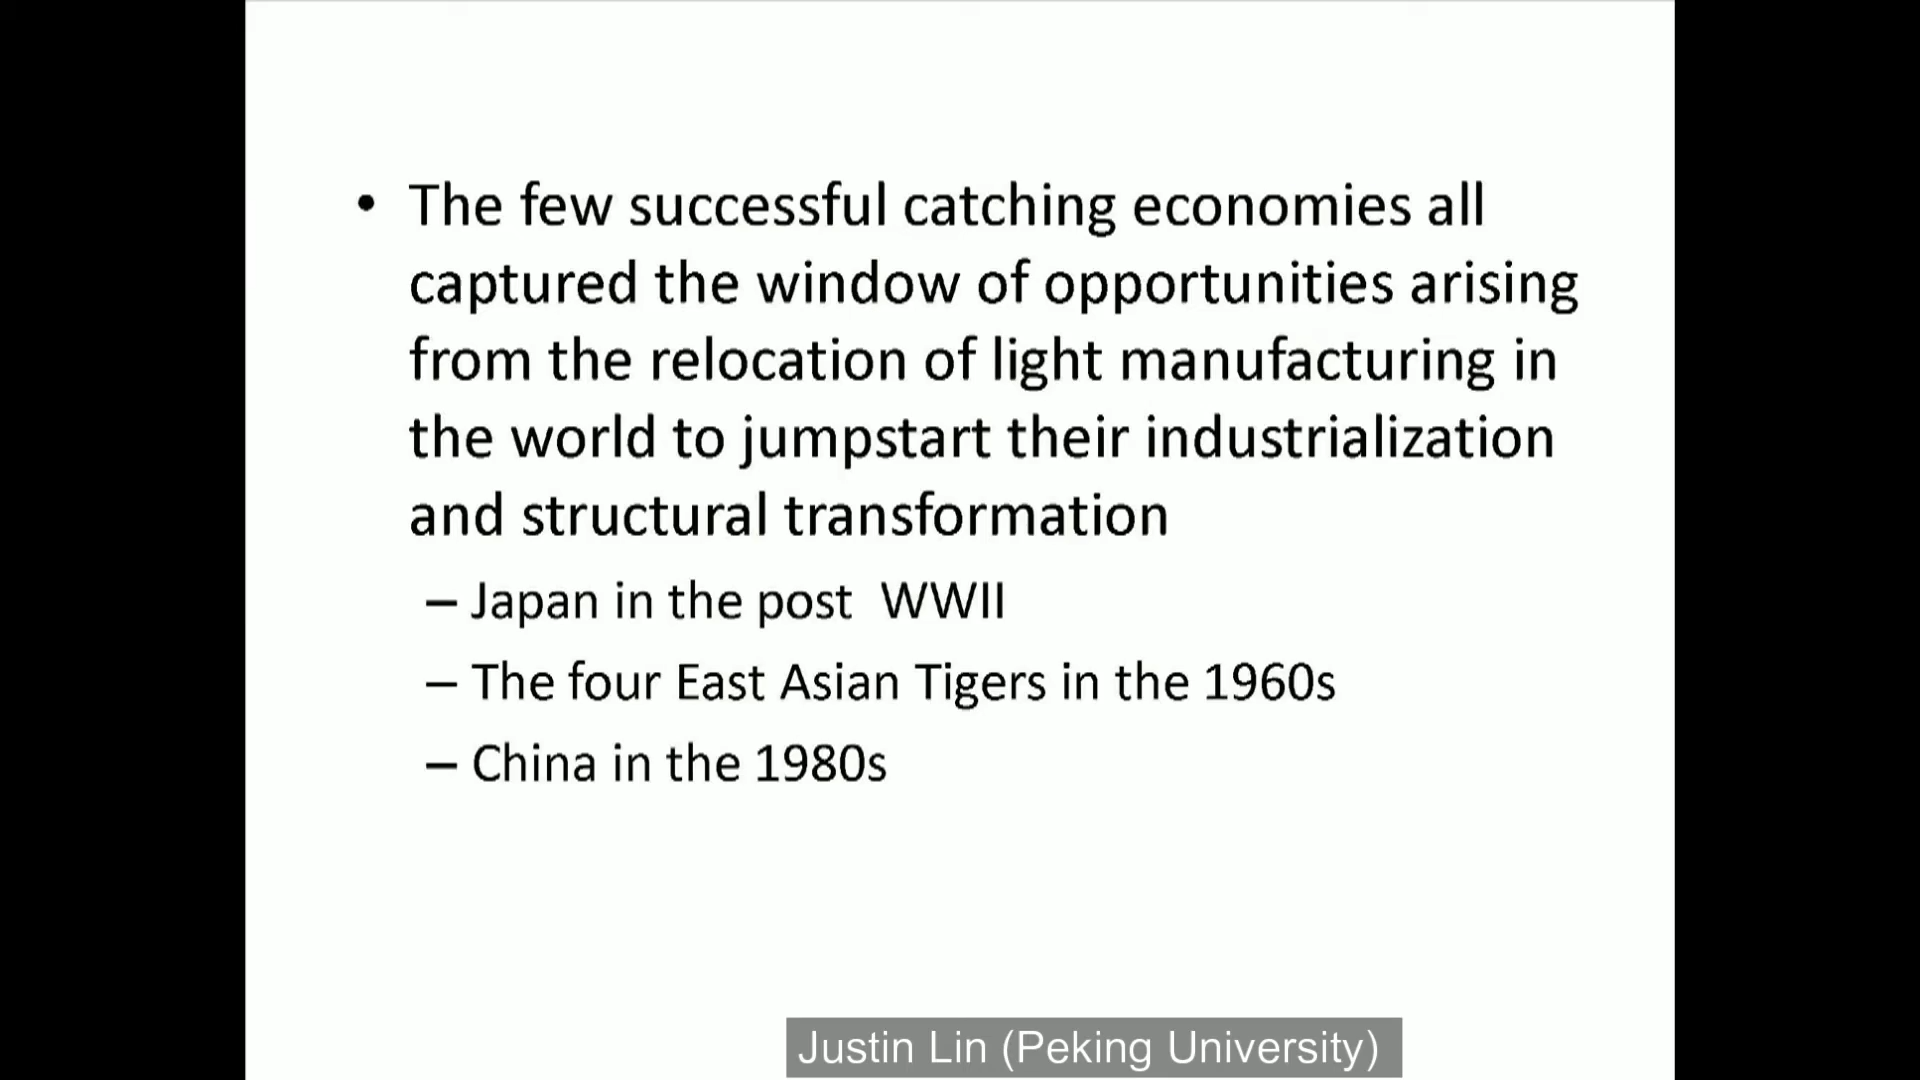 • The few successful catching economies all
captured the window of opportunities arising
from the relocation of light manufacturing in
the world to jumpstart their industrialization
and structural transformation
– Japan in the post  WWII
– The four East Asian Tigers in the 1960s
– China in the 1980s
Justin Lin (Peking University)